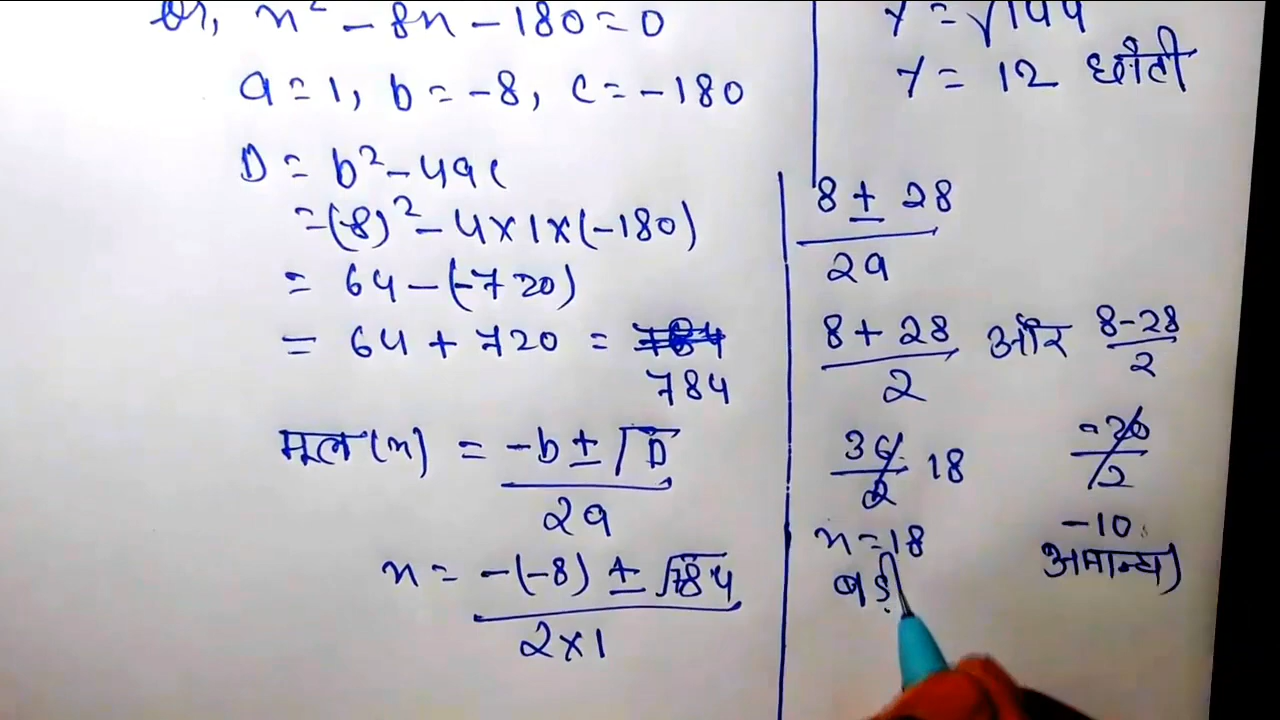 Or, x² - 8x - 180 = 0
a = 1, b = -8, c = -180
D = b² - 4ac
= (-8)² - 4 × 1 × (-180)
= 64 - (-720)
= 64 + 720 =
784
मूल (x) = -b ± √D
2a
x = -(-8) ± √784
2 × 1
y = √144
y = 12 छोटी
8 ± 28
2a
8 + 28 और 8 - 28
2 2
36 18 -20
2 2
x = 18 -10
बड़ी अमान्य)